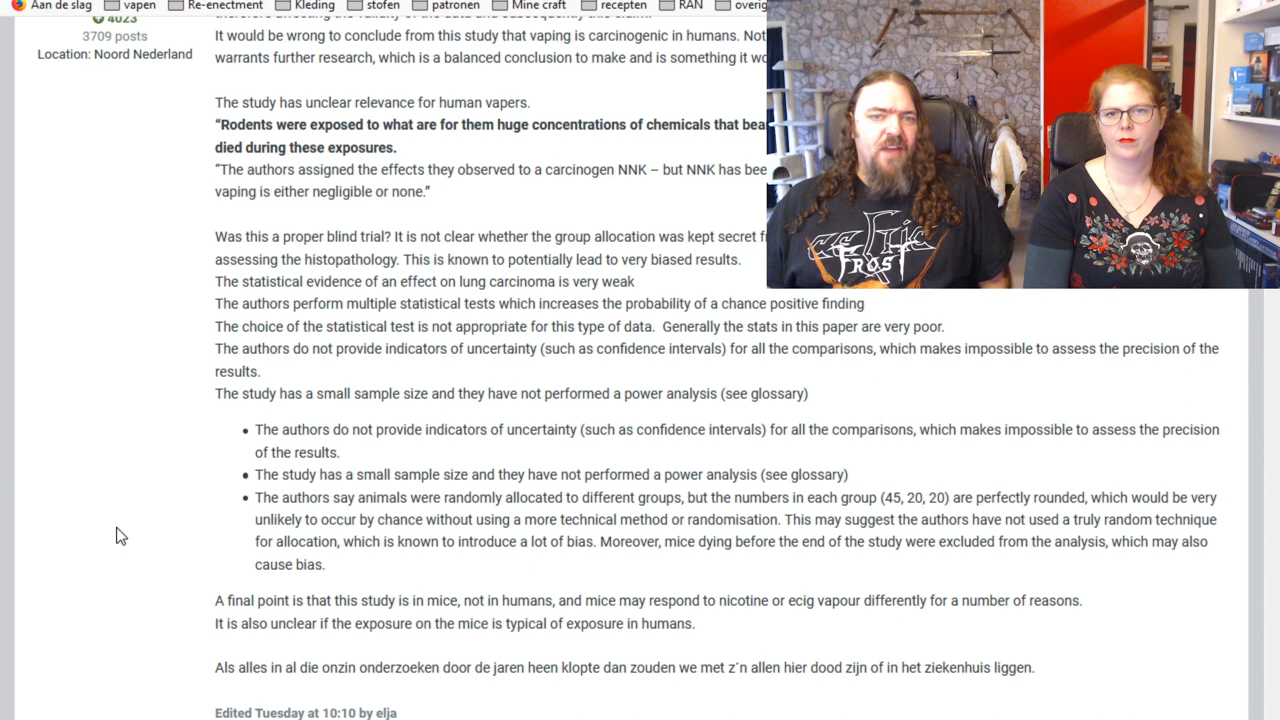 Aan de slag vapen Re-enectment Kleding stofen patronen Mine craft recepten RAN overig
4023
3709 posts
Location: Noord Nederland
therefore affecting the validity of the data and subsequently this claim.
It would be wrong to conclude from this study that vaping is carcinogenic in humans. Not
warrants further research, which is a balanced conclusion to make and is something it wo
The study has unclear relevance for human vapers.
“Rodents were exposed to what are for them huge concentrations of chemicals that bear
died during these exposures.
“The authors assigned the effects they observed to a carcinogen NNK – but NNK has bee
vaping is either negligible or none.”
Was this a proper blind trial? It is not clear whether the group allocation was kept secret f
assessing the histopathology. This is known to potentially lead to very biased results.
The statistical evidence of an effect on lung carcinoma is very weak
The authors perform multiple statistical tests which increases the probability of a chance positive finding
The choice of the statistical test is not appropriate for this type of data. Generally the stats in this paper are very poor.
The authors do not provide indicators of uncertainty (such as confidence intervals) for all the comparisons, which makes impossible to assess the precision of the
results.
The study has a small sample size and they have not performed a power analysis (see glossary)
• The authors do not provide indicators of uncertainty (such as confidence intervals) for all the comparisons, which makes impossible to assess the precision
of the results.
• The study has a small sample size and they have not performed a power analysis (see glossary)
• The authors say animals were randomly allocated to different groups, but the numbers in each group (45, 20, 20) are perfectly rounded, which would be very
unlikely to occur by chance without using a more technical method or randomisation. This may suggest the authors have not used a truly random technique
for allocation, which is known to introduce a lot of bias. Moreover, mice dying before the end of the study were excluded from the analysis, which may also
cause bias.
A final point is that this study is in mice, not in humans, and mice may respond to nicotine or ecig vapour differently for a number of reasons.
It is also unclear if the exposure on the mice is typical of exposure in humans.
Als alles in al die onzin onderzoeken door de jaren heen klopte dan zouden we met z´n allen hier dood zijn of in het ziekenhuis liggen.
Edited Tuesday at 10:10 by elja
CELTIC
FROST